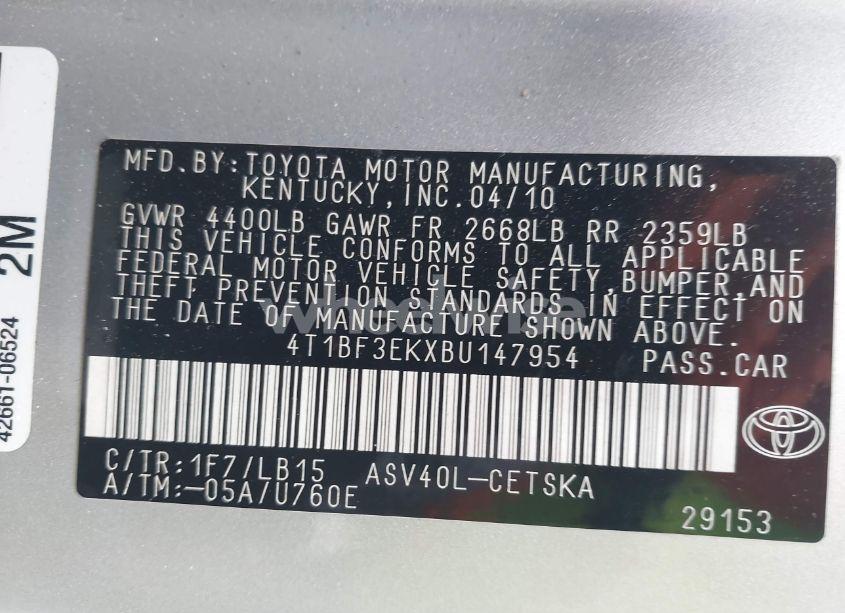 MFD.BY:TOYOTA MOTOR MANUFACTURING,
KENTUCKY,INC.04/10
GVWR 4400LB GAWR FR 2668LB RR 2359LB
THIS VEHICLE CONFORMS TO ALL APPLICABLE
FEDERAL MOTOR VEHICLE SAFETY,BUMPER,AND
THEFT PREVENTION STANDARDS IN EFFECT ON
THE DATE OF MANUFACTURE SHOWN ABOVE.
4T1BF3EKXBU147954 PASS.CAR
C/TR:1F7/LB15 ASV40L-CETSKA
A/TM:-05A/U760E
29153
42661-06524
2M